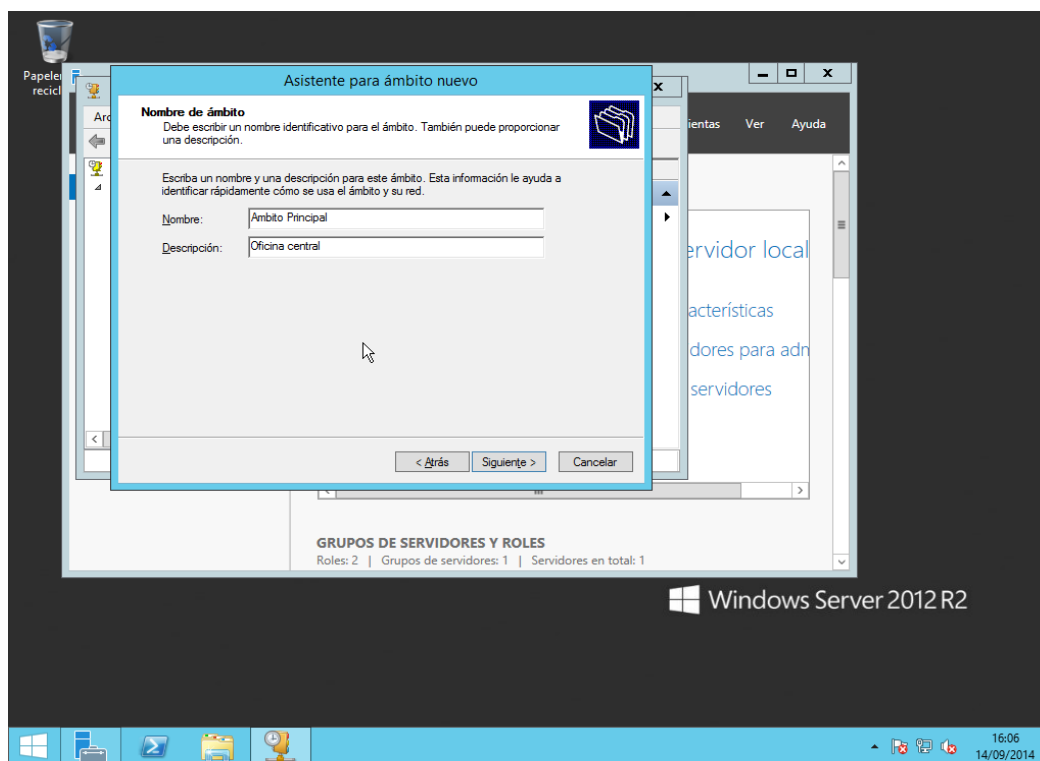 Papele
recicl
Asistente para ámbito nuevo
Arc
Nombre de ámbito
Debe escribir un nombre identificativo para el ámbito. También puede proporcionar
una descripción.
ientas Ver Ayuda
Escriba un nombre y una descripción para este ámbito. Esta información le ayuda a
identificar rápidamente cómo se usa el ámbito y su red.
Nombre: Ambito Principal
Descripción: Oficina central
ervidor local
acterísticas
dores para adn
servidores
< Atrás Siguiente > Cancelar
GRUPOS DE SERVIDORES Y ROLES
Roles: 2 | Grupos de servidores: 1 | Servidores en total: 1
Windows Server 2012 R2
16:06
14/09/2014